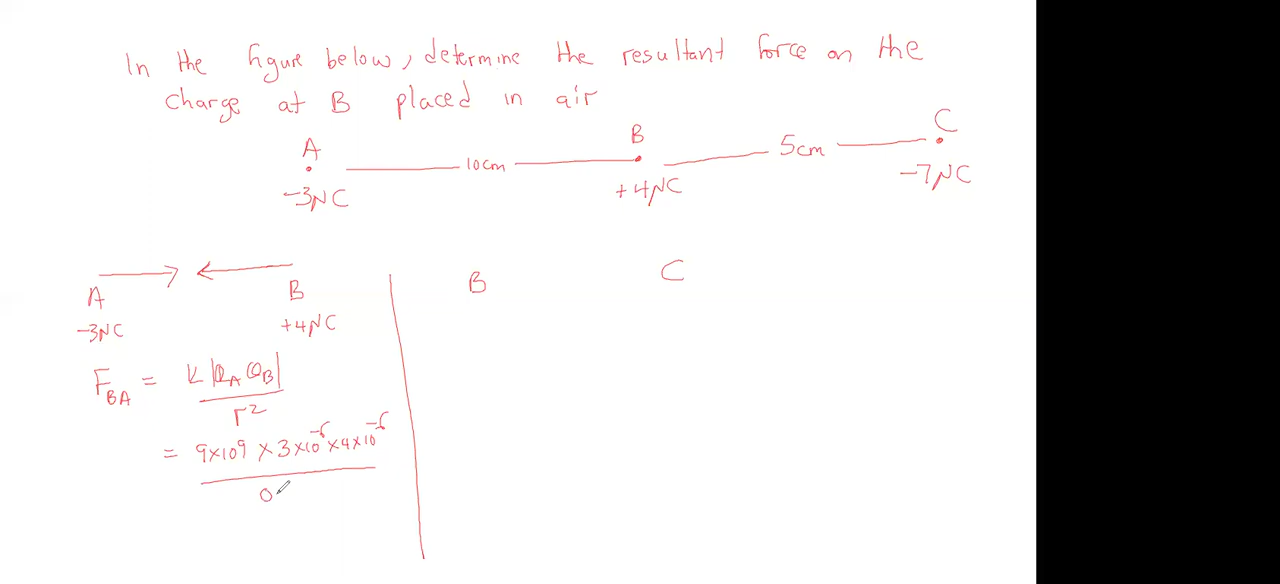 In the figure below, determine the resultant force on the
charge at B placed in air
A B C
10cm 5cm
-3μC +4μC -7μC
A B
-3μC +4μC
F_BA = K|Q_A Q_B|
r²
= 9×10⁹ × 3×10⁻⁶ × 4×10⁻⁶
0.
B C